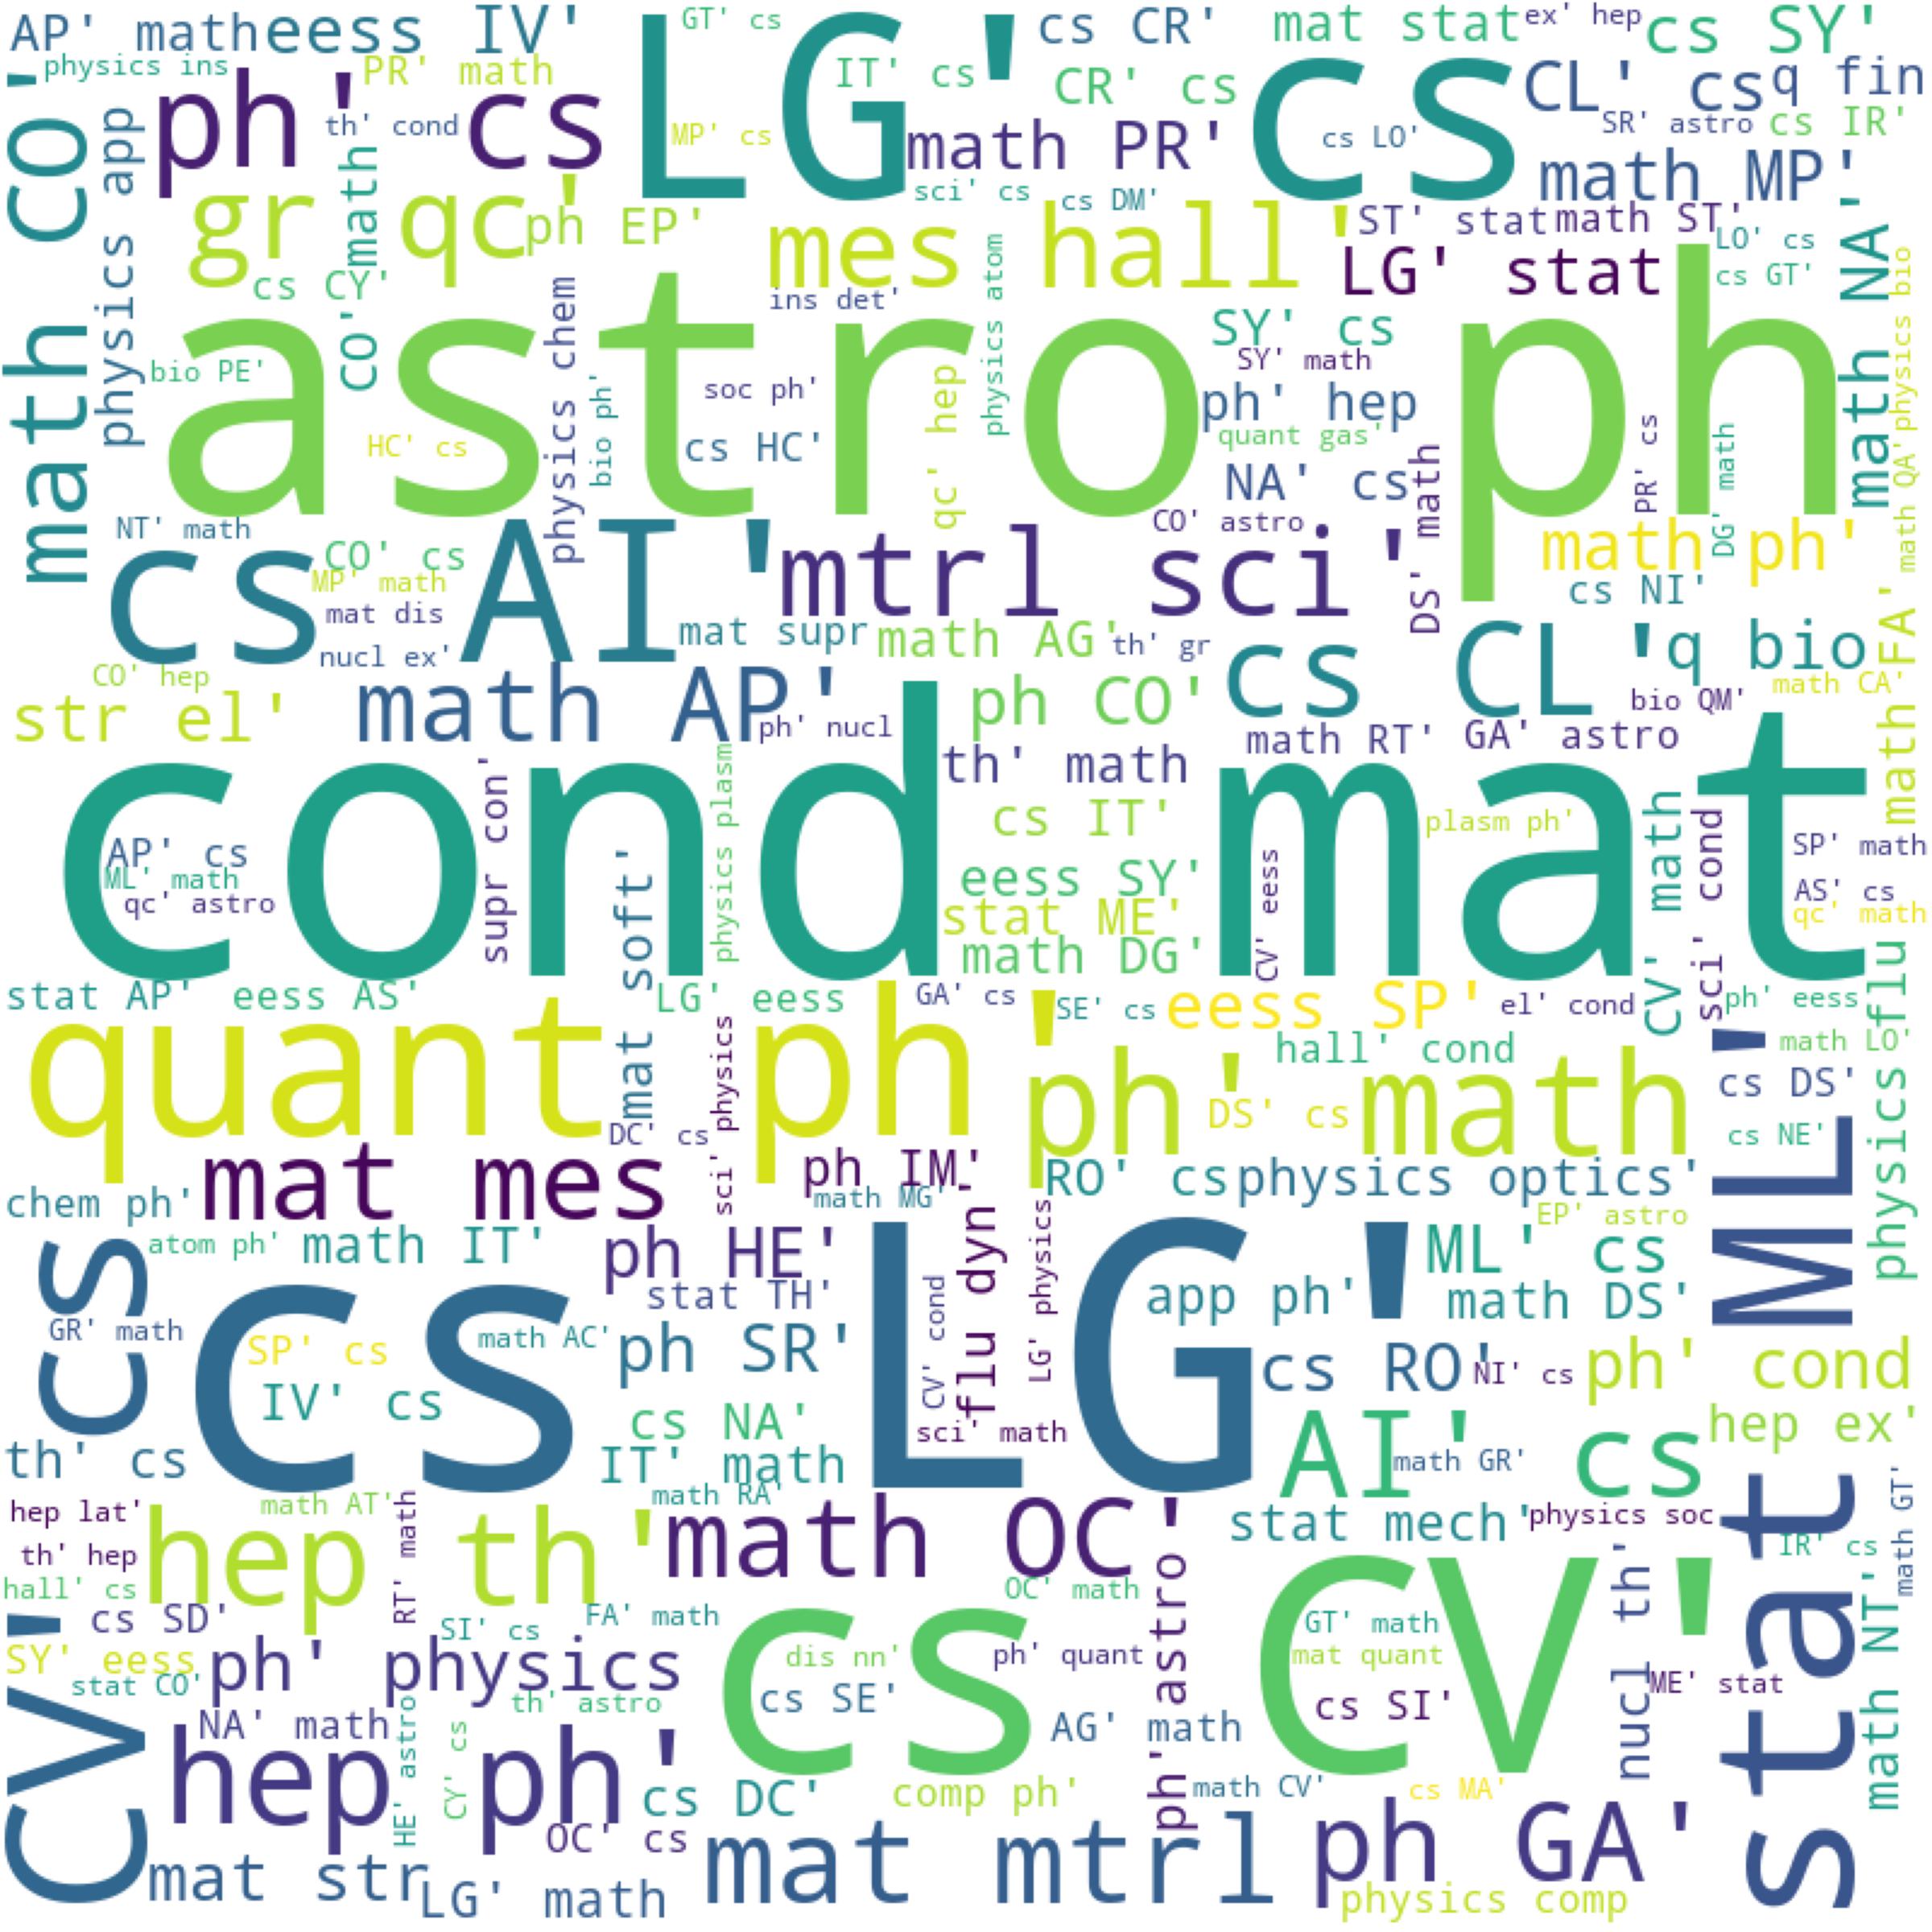 AP' math
eess IV'
LG' cs
GT' cs
cs CR'
mat stat
ex' hep
cs SY'
physics ins
PR' math
IT' cs
CR' cs
CL' cs
q fin
math CO'
physics app
ph' cs
th' cond
MP' cs
math PR'
cs LO'
SR' astro
cs IR'
math MP'
CO' math
gr qc'
ph EP'
sci' cs
cs DM'
mes hall'
ST' stat
math ST'
LG' stat
LO' cs
cs GT'
math NA'
physics bio
cs CY'
physics chem
ins det'
physics atom
SY' cs
SY' math
astro ph
bio PE'
bio ph'
soc ph'
qc' hep
ph' hep
quant gas'
HC' cs
cs HC'
NA' cs
DS' math
PR' cs
DG' math
math QA'
NT' math
CO' cs
cs AI'
MP' math
mat dis
nucl ex'
mtrl sci'
CO' astro
math ph'
cs NI'
mat supr
math AG'
th' gr
cs CL'
q bio
math FA'
CO' hep
str el'
math AP'
ph' nucl
ph CO'
bio QM'
math CA'
math RT'
GA' astro
th' math
cond mat
supr con'
physics plasm
cs IT'
plasm ph'
CV' math
sci' cond
AP' cs
ML' math
qc' astro
mat soft'
eess SY'
stat ME'
math DG'
CV' eess
SP' math
AS' cs
qc' math
physics flu
stat AP'
eess AS'
LG' eess
GA' cs
SE' cs
eess SP'
el' cond
ph' eess
quant ph'
sci' physics
hall' cond
math LO'
ph' math
DS' cs
stat ML'
cs DS'
DC' cs
cs NE'
mat mes
ph IM'
math MG'
RO' cs
physics optics'
chem ph'
EP' astro
atom ph'
math IT'
ph HE'
flu dyn'
LG' physics
ML' cs
cs CV'
cs LG'
stat TH'
CV' cond
app ph'
math DS'
GR' math
SP' cs
math AC'
ph SR'
cs RO'
NI' cs
ph' cond
IV' cs
cs NA'
sci' math
AI' cs
hep ex'
th' cs
IT' math
math GR'
math RA'
hep lat'
math AT'
RT' math
hep th'
math OC'
ph' astro
stat mech'
physics soc
IR' cs
math GT'
th' hep
hall' cs
OC' math
cs CV'
cs SD'
SI' cs
FA' math
GT' math
nucl th'
math NT'
SY' eess
ph' physics
dis nn'
ph' quant
mat quant
stat CO'
th' astro
cs SE'
cs SI'
ME' stat
HE' astro
CY' cs
NA' math
AG' math
hep ph'
cs DC'
comp ph'
math CV'
cs MA'
OC' cs
mat str
LG' math
mat mtrl
ph GA'
physics comp